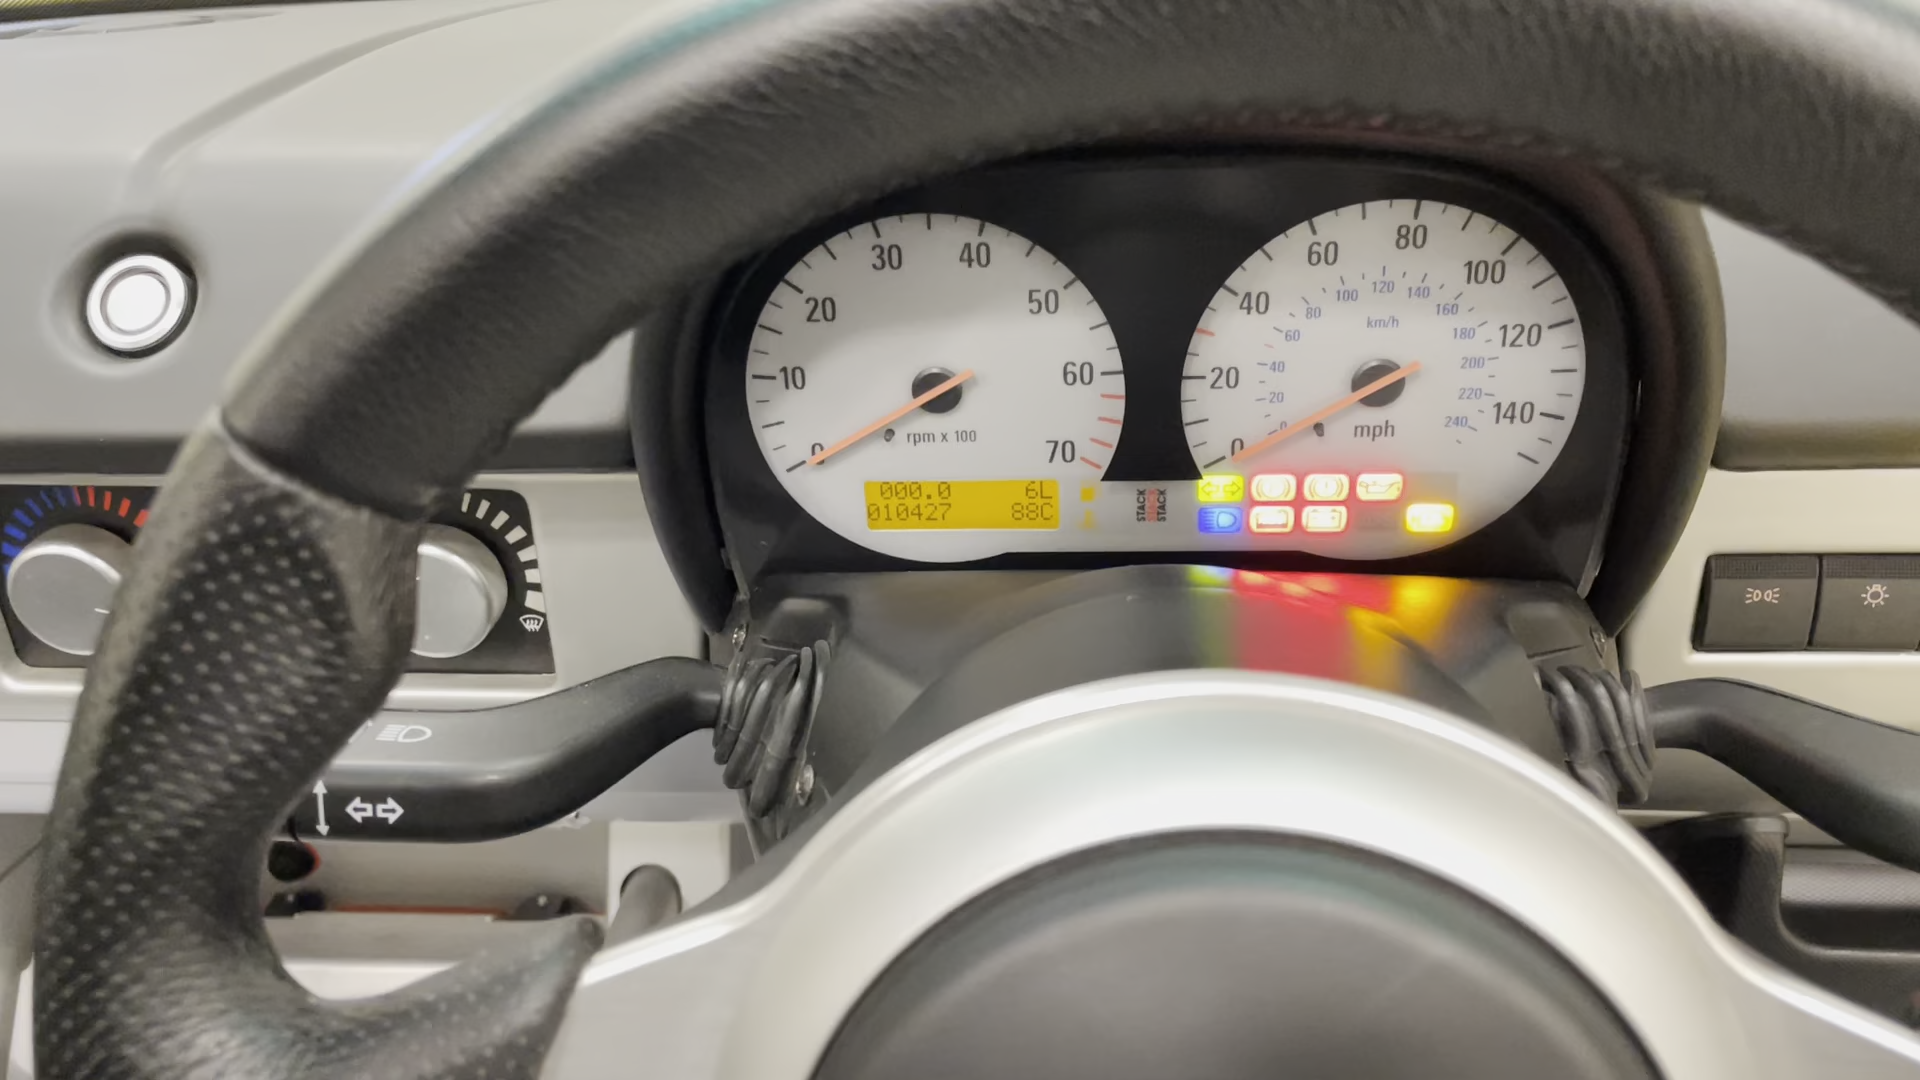 30 40
20 50
10 60
0 70
rpm x 100
000.0 6L
010427 88C
STACK
STACK
STACK
60 80
40 100
20 120
0 140
100 120 140
80 160
60 180
40 200
20 220
0 240
km/h
mph